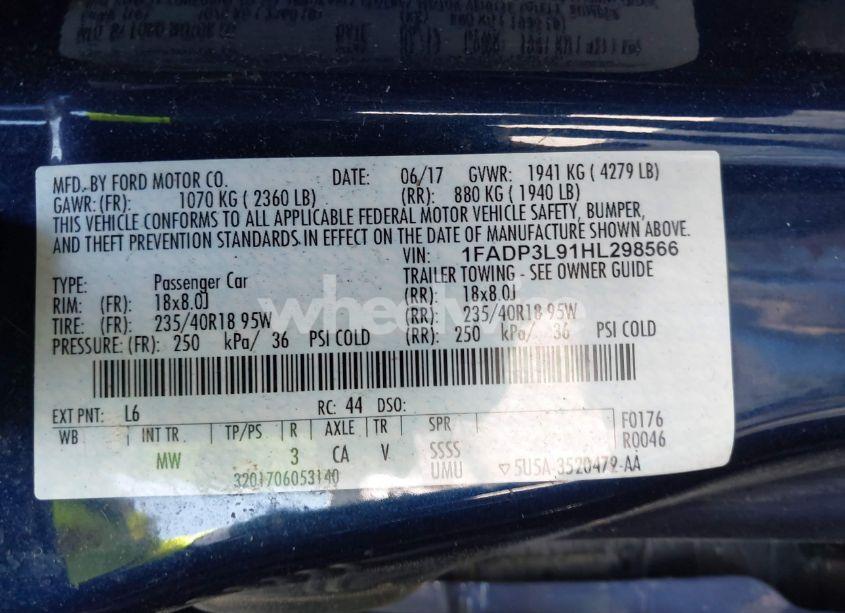 MFD. BY FORD MOTOR CO. DATE: 06/17 GVWR: 1941 KG ( 4279 LB)
GAWR: (FR): 1070 KG ( 2360 LB) (RR): 880 KG ( 1940 LB)
THIS VEHICLE CONFORMS TO ALL APPLICABLE FEDERAL MOTOR VEHICLE SAFETY, BUMPER,
AND THEFT PREVENTION STANDARDS IN EFFECT ON THE DATE OF MANUFACTURE SHOWN ABOVE.
VIN: 1FADP3L91HL298566
TYPE: Passenger Car TRAILER TOWING - SEE OWNER GUIDE
RIM: (FR): 18x8.0J (RR): 18x8.0J
TIRE: (FR): 235/40R18 95W (RR): 235/40R18 95W
PRESSURE: (FR): 250 kPa/ 36 PSI COLD (RR): 250 kPa/ 36 PSI COLD
EXT PNT: L6 RC: 44 DSO:
WB INT TR TP/PS R AXLE TR SPR F0176
MW 3 CA V SSSS R0046
3201706053140 UMU 5USA-3520479-AA